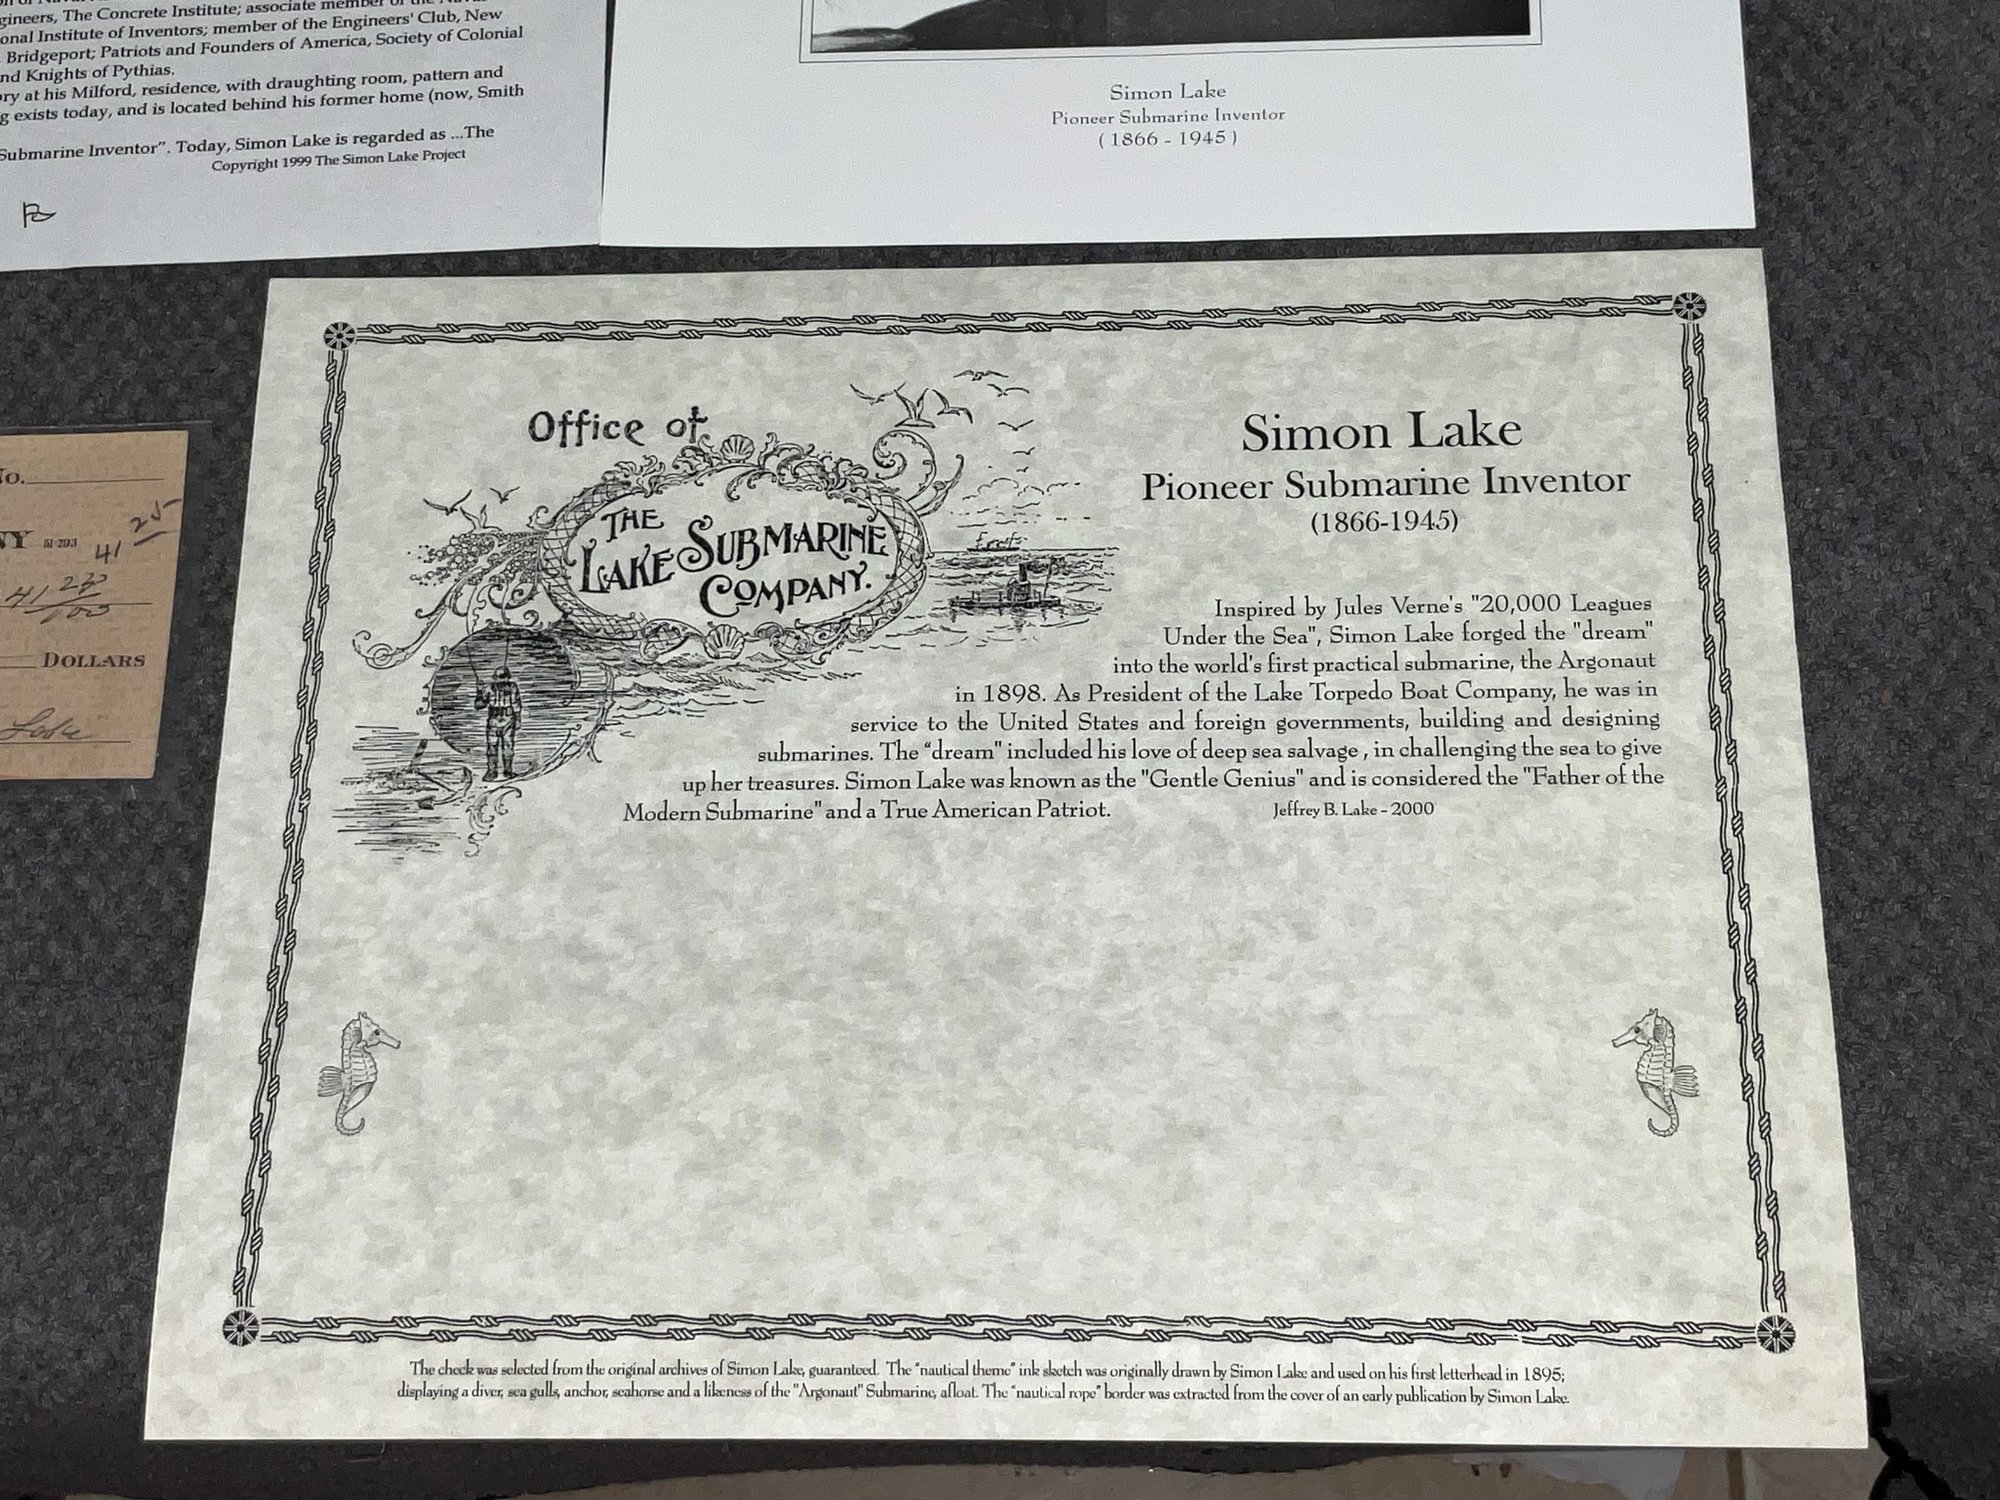 gineers, The Concrete Institute; associate member of the Naval
onal Institute of Inventors; member of the Engineers' Club, New
Bridgeport; Patriots and Founders of America, Society of Colonial
nd Knights of Pythias.
ory at his Milford, residence, with draughting room, pattern and
g exists today, and is located behind his former home (now, Smith
Submarine Inventor". Today, Simon Lake is regarded as ...The
Copyright 1999 The Simon Lake Project
Simon Lake
Pioneer Submarine Inventor
( 1866 - 1945 )
No.
NY 51-293 41 25
41 25/100
DOLLARS
Lake
Office of
THE
LAKE SUBMARINE
COMPANY.
Simon Lake
Pioneer Submarine Inventor
(1866-1945)
Inspired by Jules Verne's "20,000 Leagues
Under the Sea", Simon Lake forged the "dream"
into the world's first practical submarine, the Argonaut
in 1898. As President of the Lake Torpedo Boat Company, he was in
service to the United States and foreign governments, building and designing
submarines. The "dream" included his love of deep sea salvage , in challenging the sea to give
up her treasures. Simon Lake was known as the "Gentle Genius" and is considered the "Father of the
Modern Submarine" and a True American Patriot. Jeffrey B. Lake - 2000
The check was selected from the original archives of Simon Lake, guaranteed. The "nautical theme" ink sketch was originally drawn by Simon Lake and used on his first letterhead in 1895;
displaying a diver, sea gulls, anchor, seahorse and a likeness of the "Argonaut" Submarine, afloat. The "nautical rope" border was extracted from the cover of an early publication by Simon Lake.